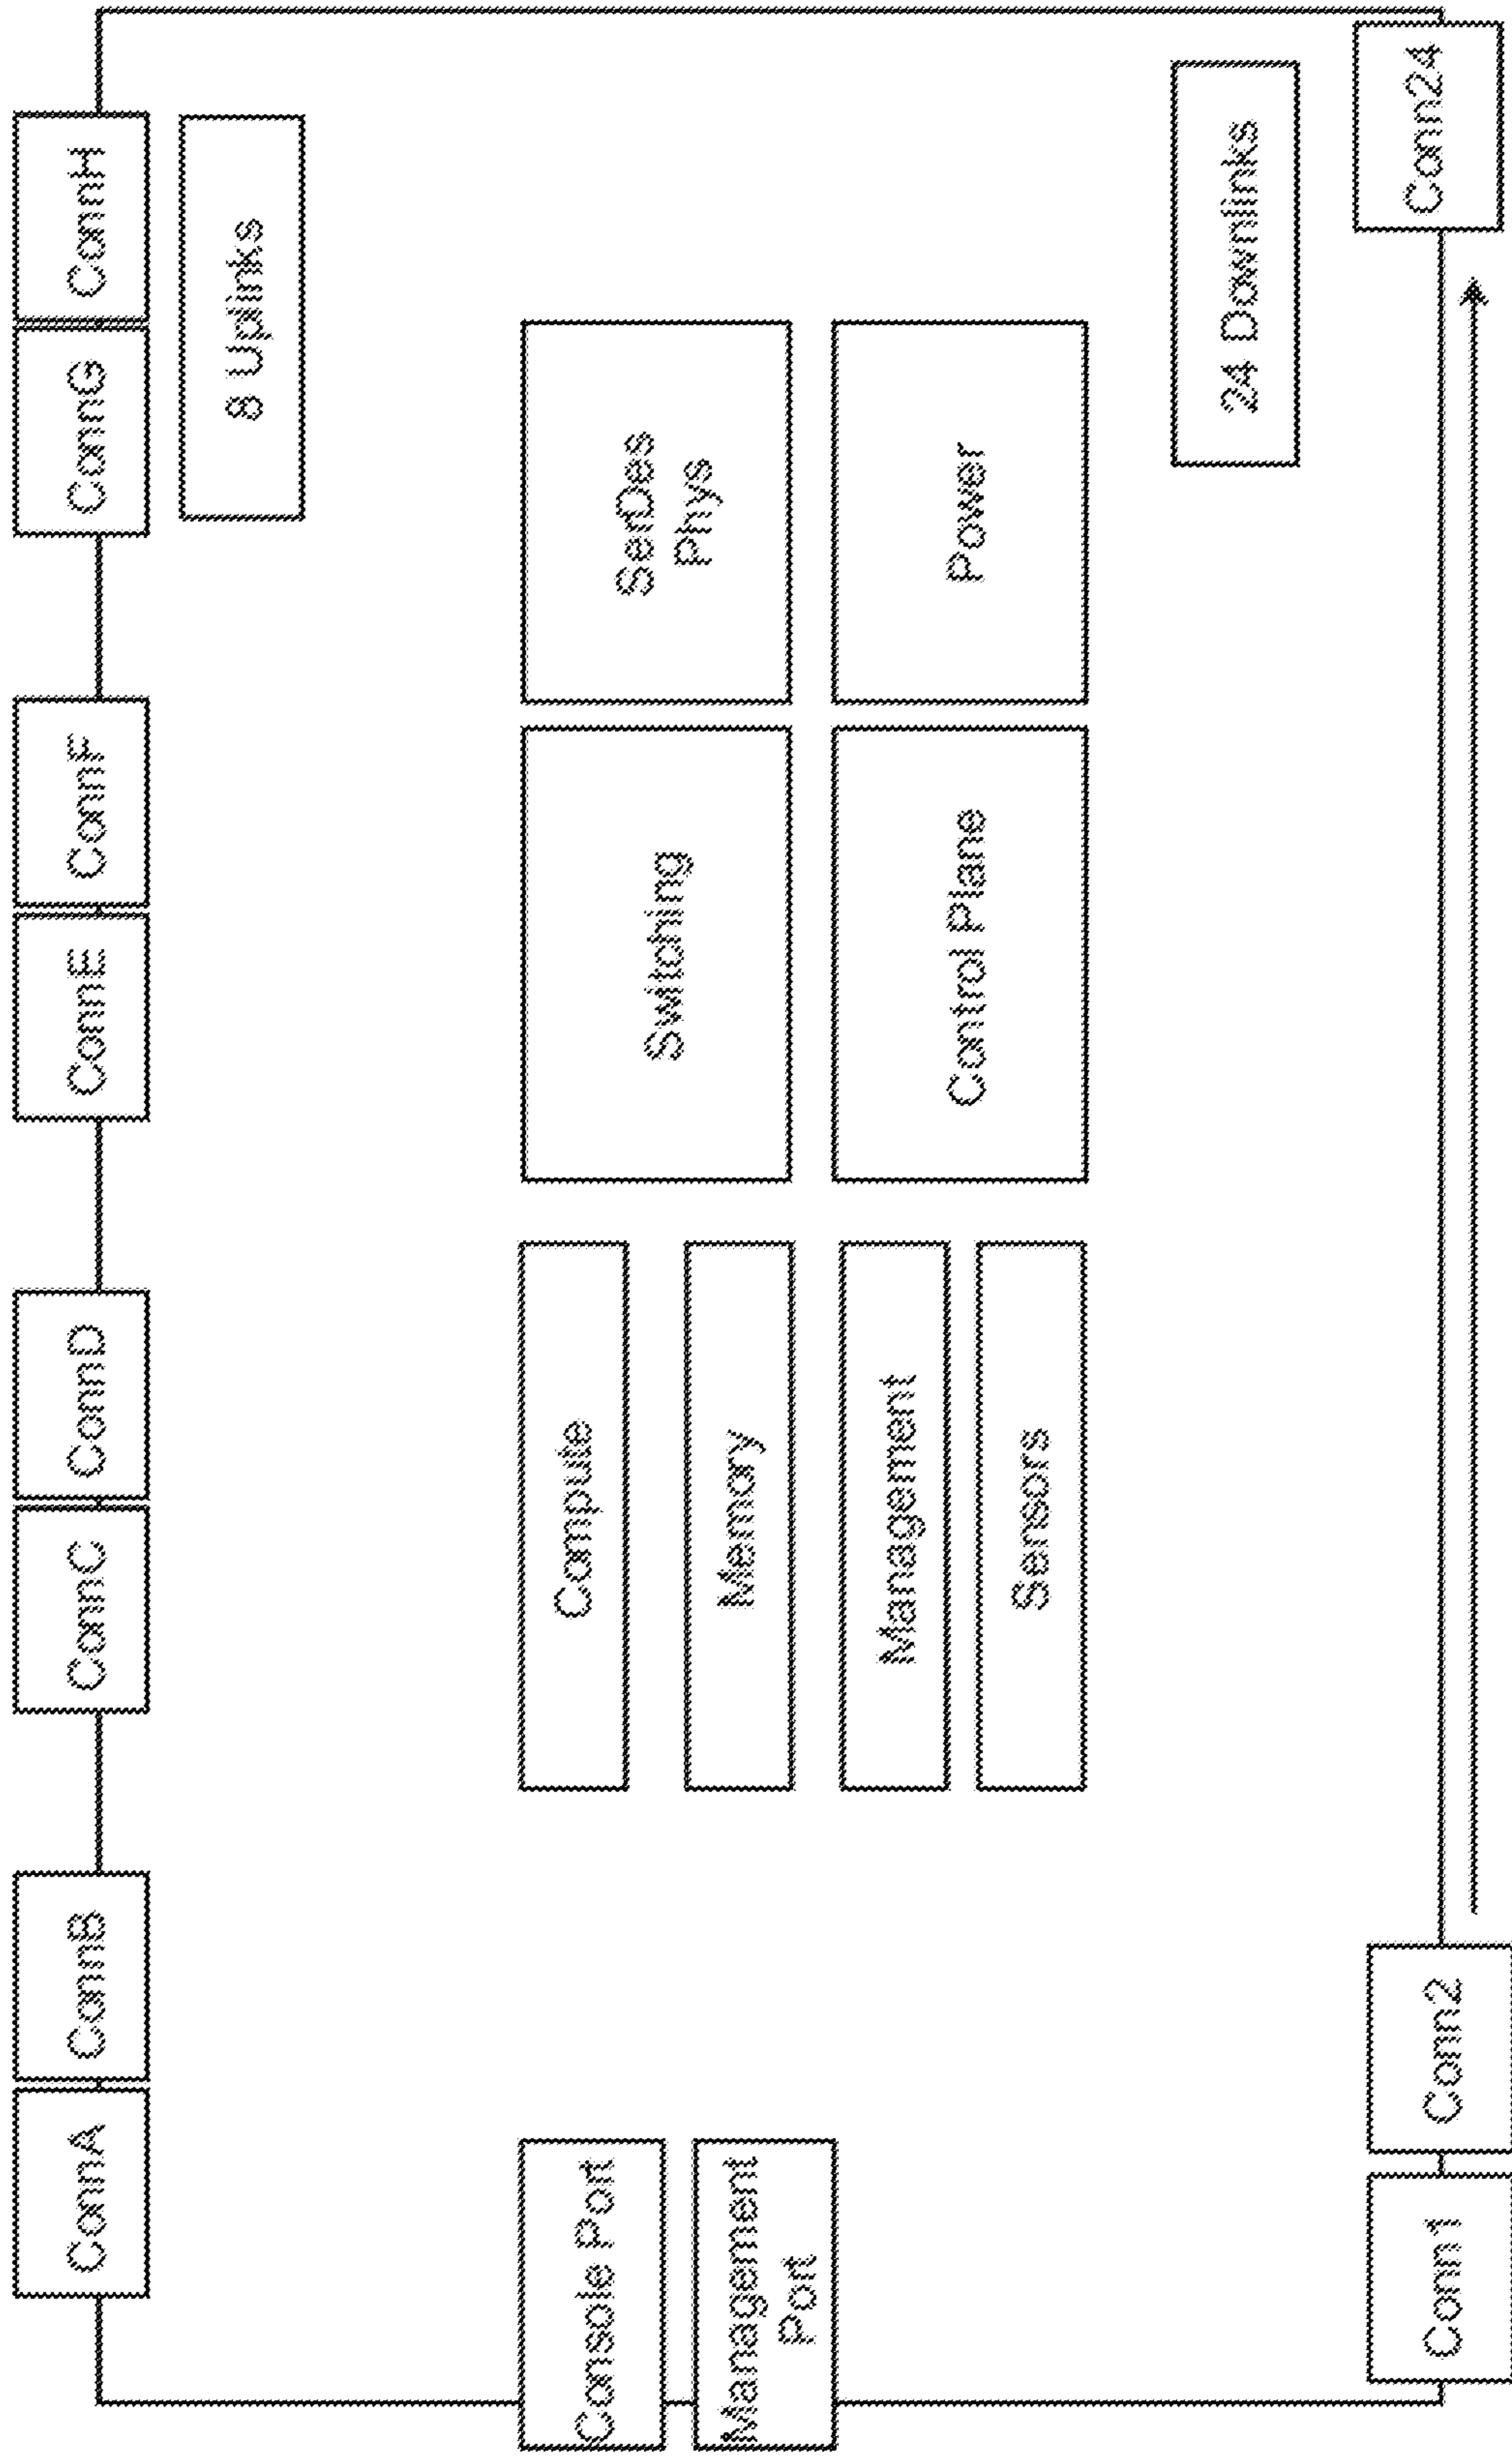 ConnA
ConnB
ConnC
ConnD
ConnE
ConnF
ConnG
ConnH
8 Uplinks
Console Port
Management
Port
Compute
Memory
Management
Sensors
Switching
SerDes
Phys
Control Plane
Power
24 Downlinks
Conn1
Conn2
Conn24